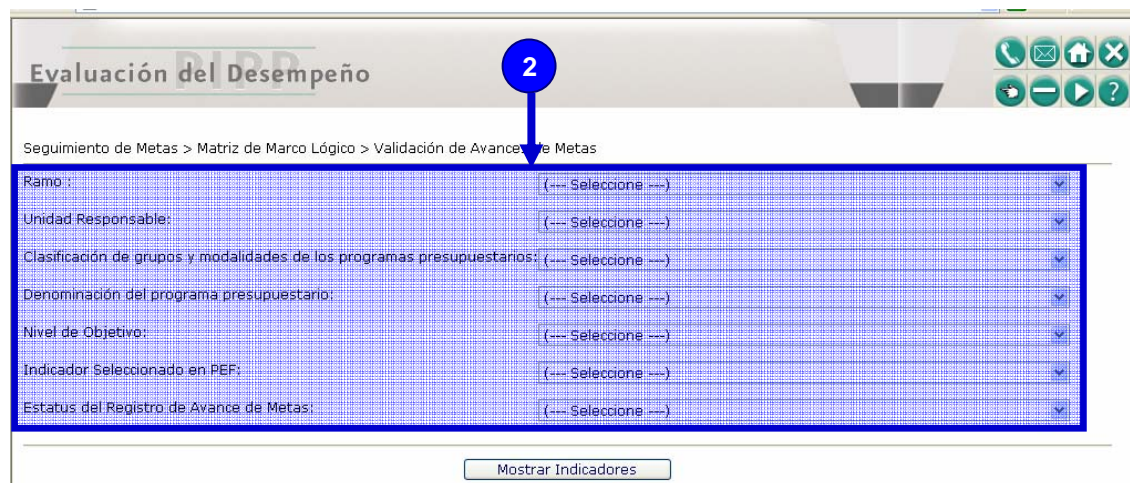 PIPP
Evaluación del Desempeño
2
?
Seguimiento de Metas > Matriz de Marco Lógico > Validación de Avances de Metas
Ramo : (--- Seleccione ---)
Unidad Responsable: (--- Seleccione ---)
Clasificación de grupos y modalidades de los programas presupuestarios: (--- Seleccione ---)
Denominación del programa presupuestario: (--- Seleccione ---)
Nivel de Objetivo: (--- Seleccione ---)
Indicador Seleccionado en PEF: (--- Seleccione ---)
Estatus del Registro de Avance de Metas: (--- Seleccione ---)
Mostrar Indicadores